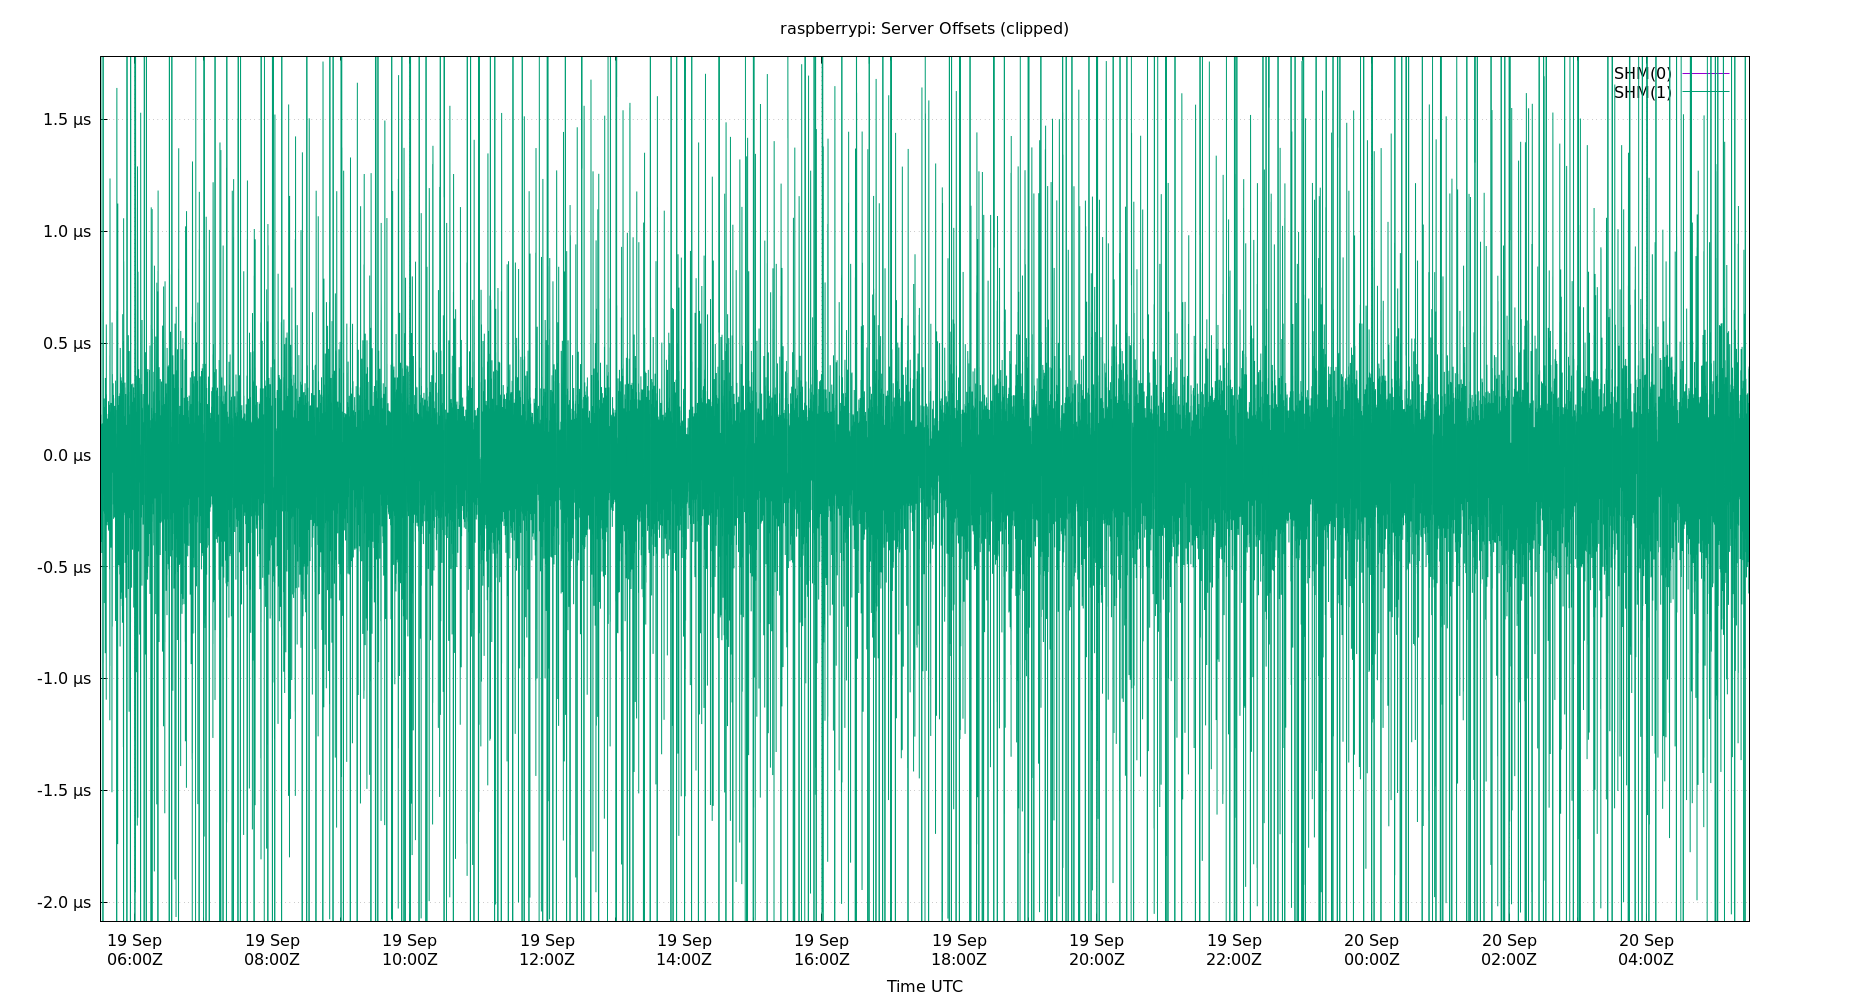 raspberrypi: Server Offsets (clipped)
SHM(0)
SHM(1)
1.5 µs
1.0 µs
0.5 µs
0.0 µs
-0.5 µs
-1.0 µs
-1.5 µs
-2.0 µs
19 Sep 19 Sep 19 Sep 19 Sep 19 Sep 19 Sep 19 Sep 19 Sep 19 Sep 20 Sep 20 Sep 20 Sep
06:00Z 08:00Z 10:00Z 12:00Z 14:00Z 16:00Z 18:00Z 20:00Z 22:00Z 00:00Z 02:00Z 04:00Z
Time UTC